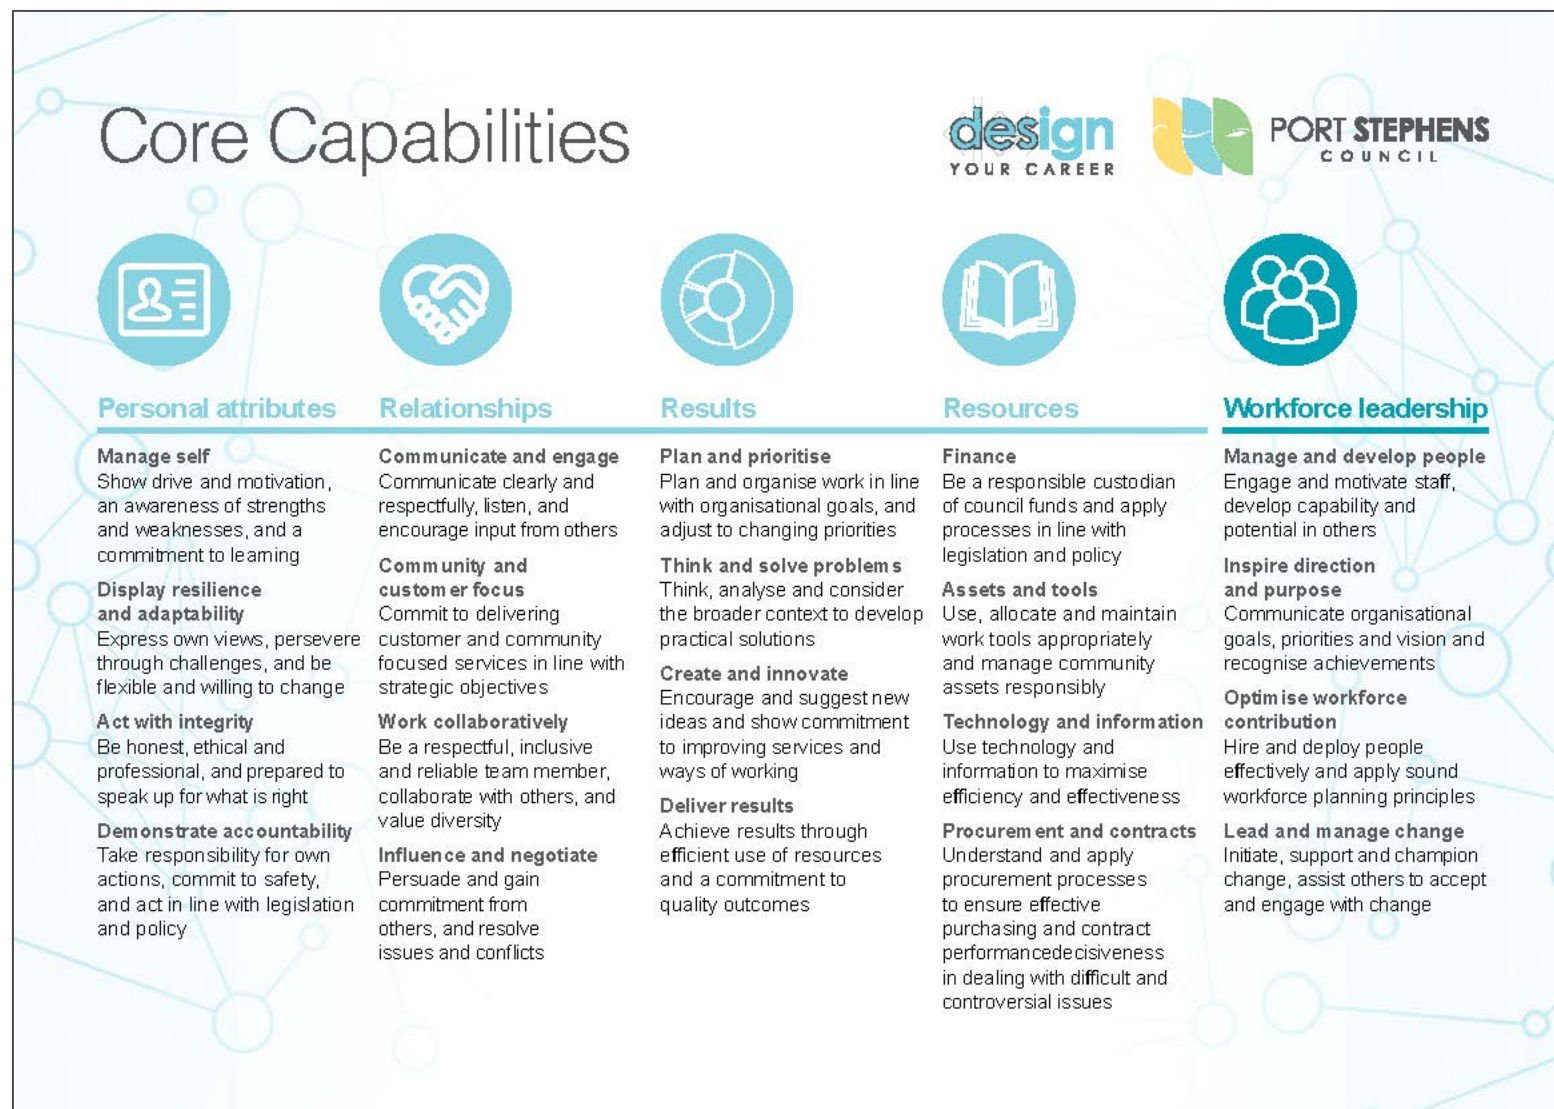 Core Capabilities
design
YOUR CAREER
PORT STEPHENS
COUNCIL
Personal attributes
Manage self
Show drive and motivation,
an awareness of strengths
and weaknesses, and a
commitment to learning
Display resilience
and adaptability
Express own views, persevere
through challenges, and be
flexible and willing to change
Act with integrity
Be honest, ethical and
professional, and prepared to
speak up for what is right
Demonstrate accountability
Take responsibility for own
actions, commit to safety,
and act in line with legislation
and policy
Relationships
Communicate and engage
Communicate clearly and
respectfully, listen, and
encourage input from others
Community and
customer focus
Commit to delivering
customer and community
focused services in line with
strategic objectives
Work collaboratively
Be a respectful, inclusive
and reliable team member,
collaborate with others, and
value diversity
Influence and negotiate
Persuade and gain
commitment from
others, and resolve
issues and conflicts
Results
Plan and prioritise
Plan and organise work in line
with organisational goals, and
adjust to changing priorities
Think and solve problems
Think, analyse and consider
the broader context to develop
practical solutions
Create and innovate
Encourage and suggest new
ideas and show commitment
to improving services and
ways of working
Deliver results
Achieve results through
efficient use of resources
and a commitment to
quality outcomes
Resources
Finance
Be a responsible custodian
of council funds and apply
processes in line with
legislation and policy
Assets and tools
Use, allocate and maintain
work tools appropriately
and manage community
assets responsibly
Technology and information
Use technology and
information to maximise
efficiency and effectiveness
Procurement and contracts
Understand and apply
procurement processes
to ensure effective
purchasing and contract
performancedecisiveness
in dealing with difficult and
controversial issues
Workforce leadership
Manage and develop people
Engage and motivate staff,
develop capability and
potential in others
Inspire direction
and purpose
Communicate organisational
goals, priorities and vision and
recognise achievements
Optimise workforce
contribution
Hire and deploy people
effectively and apply sound
workforce planning principles
Lead and manage change
Initiate, support and champion
change, assist others to accept
and engage with change